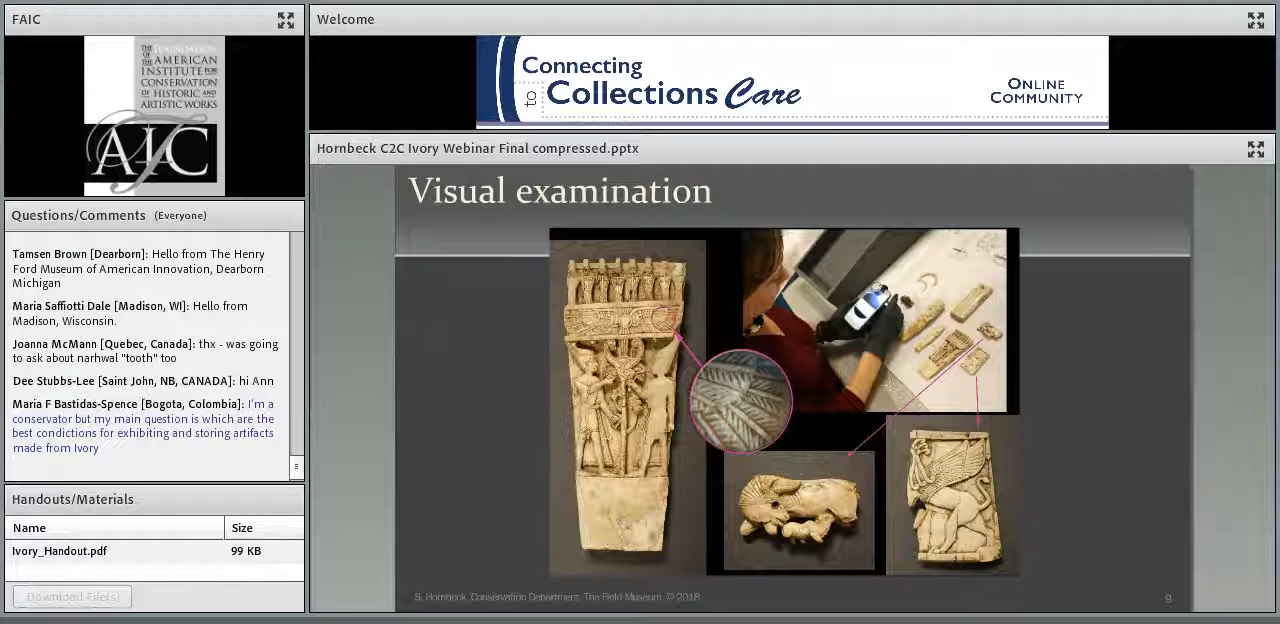 FAIC
THE FOUNDATION
OF THE AMERICAN
INSTITUTE FOR
CONSERVATION
OF HISTORIC AND
ARTISTIC WORKS
AIC
Questions/Comments (Everyone)
Tamsen Brown [Dearborn]: Hello from The Henry
Ford Museum of American Innovation, Dearborn
Michigan
Maria Saffiotti Dale [Madison, WI]: Hello from
Madison, Wisconsin.
Joanna McMann [Quebec, Canada]: thx - was going
to ask about narhwal "tooth" too
Dee Stubbs-Lee [Saint John, NB, CANADA]: hi Ann
Maria F Bastidas-Spence [Bogota, Colombia]: I'm a
conservator but my main question is which are the
best condictions for exhibiting and storing artifacts
made from Ivory
Handouts/Materials
Name Size
Ivory_Handout.pdf 99 KB
Download File(s)
Welcome
Connecting
to Collections Care
ONLINE
COMMUNITY
Hornbeck C2C Ivory Webinar Final compressed.pptx
Visual examination
S. Hornbeck, Conservation Department, The Field Museum, © 2018
9